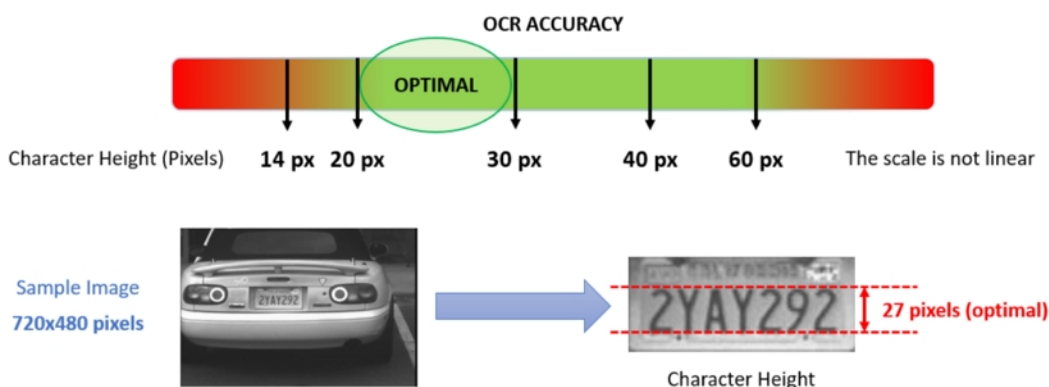 OCR ACCURACY
OPTIMAL
Character Height (Pixels) 14 px 20 px 30 px 40 px 60 px The scale is not linear
Sample Image
720x480 pixels
2YAY292
2YAY292
27 pixels (optimal)
Character Height